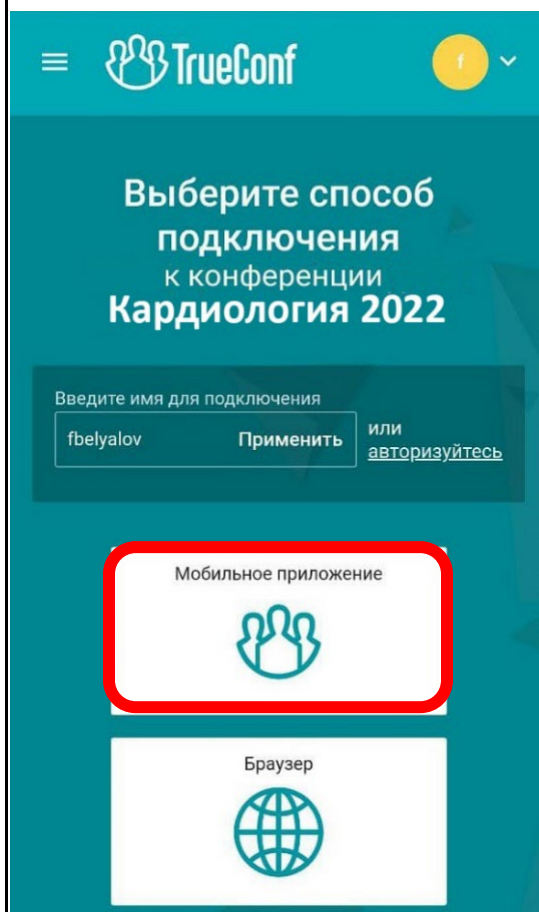 TrueConf
f
Выберите способ
подключения
к конференции
Кардиология 2022
Введите имя для подключения
fbelyalov Применить или
авторизуйтесь
Мобильное приложение
Браузер